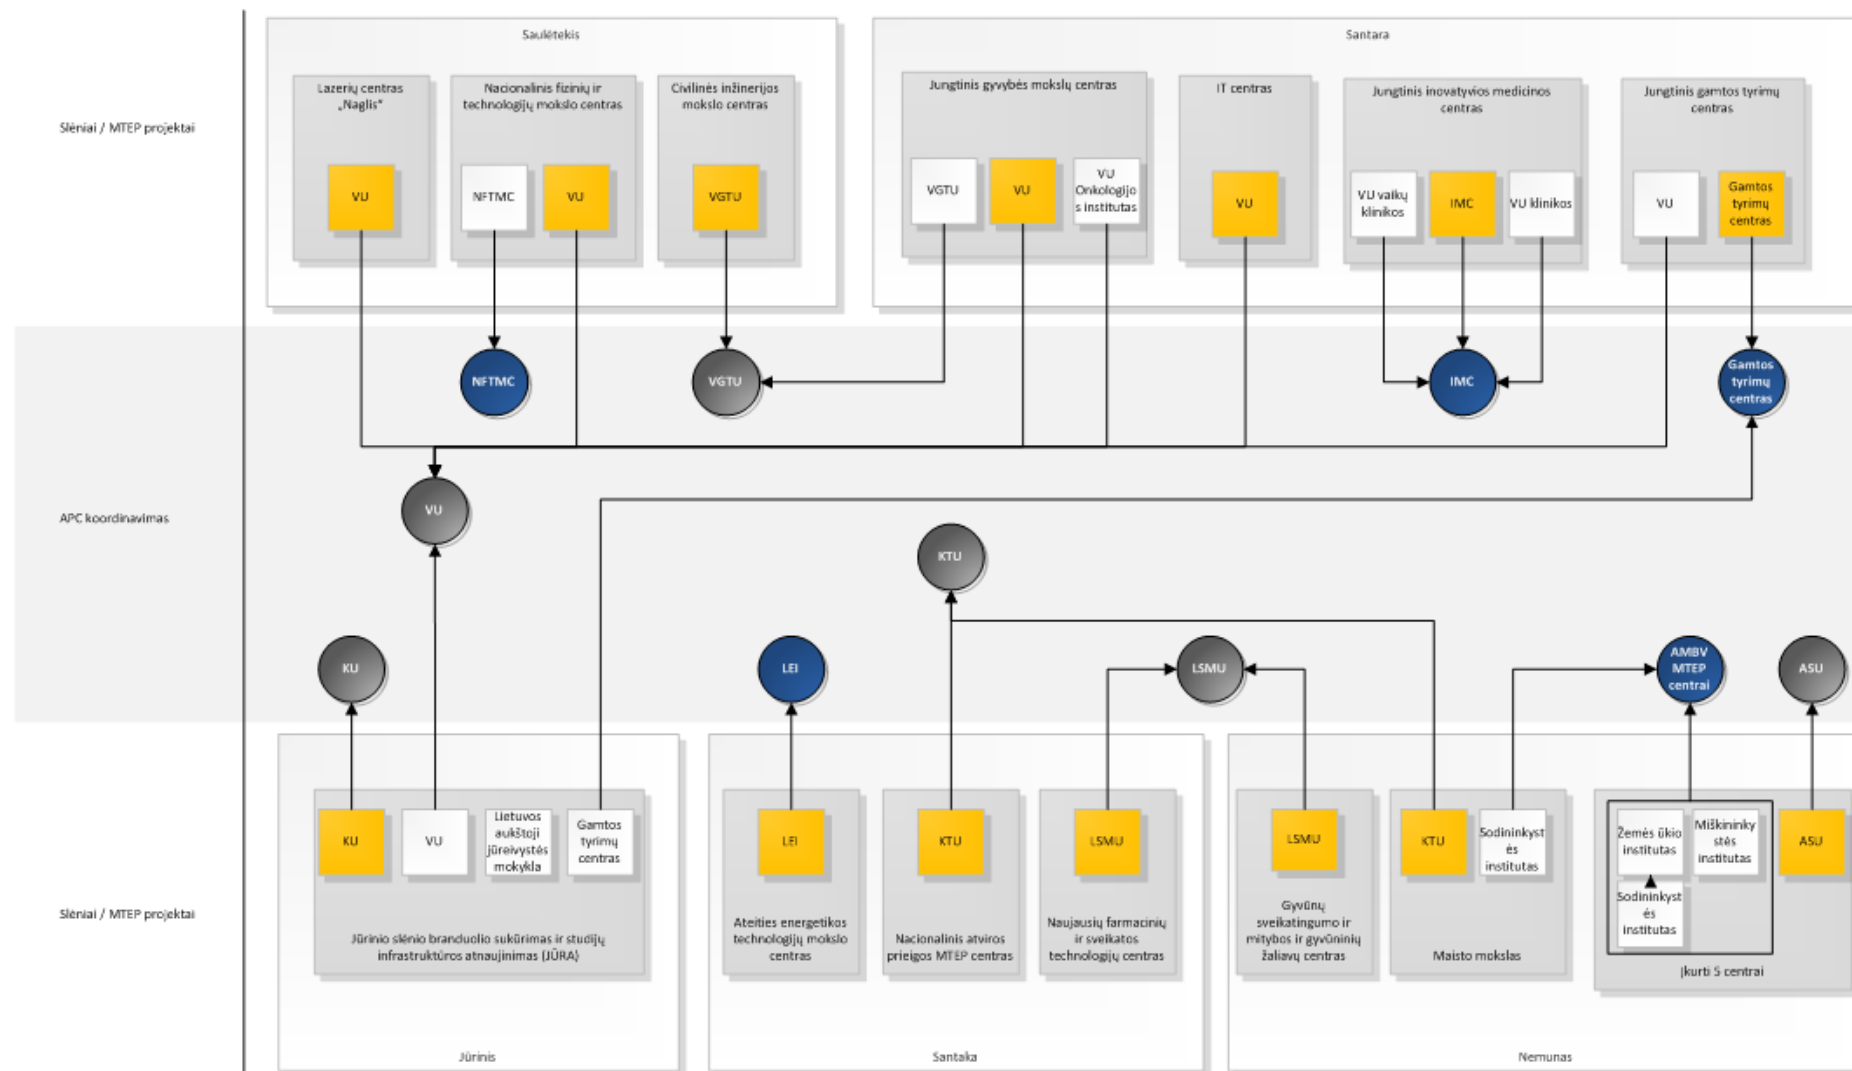 Saulėtekis
Santara
Slėniai / MTEP projektai
Lazerių centras
„Naglis“
Nacionalinis fizinių ir
technologijų mokslo centras
Civilinės inžinerijos
mokslo centras
Jungtinis gyvybės mokslų centras
IT centras
Jungtinis inovatyvios medicinos
centras
Jungtinis gamtos tyrimų
centras
VU
NFTMC
VU
VGTU
VGTU
VU
VU
Onkologijo
s institutas
VU
VU vaikų
klinikos
IMC
VU klinikos
VU
Gamtos
tyrimų
centras
NFTMC
VGTU
IMC
Gamtos
tyrimų
centras
APC koordinavimas
VU
KTU
KU
LEI
LSMU
AMBV
MTEP
centrai
ASU
Slėniai / MTEP projektai
KU
VU
Lietuvos
aukštoji
jūreivystės
mokykla
Gamtos
tyrimų
centras
Jūrinio slėnio branduolio sukūrimas ir studijų
infrastruktūros atnaujinimas (JŪRA)
Jūrinis
LEI
Ateities energetikos
technologijų mokslo
centras
KTU
Nacionalinis atviros
prieigos MTEP centras
LSMU
Naujausių farmacinių
ir sveikatos
technologijų centras
Santaka
LSMU
Gyvūnų
sveikatingumo ir
mitybos ir gyvūninių
žaliavų centras
KTU
Sodininkyst
ės
institutas
Maisto mokslas
Žemės ūkio
institutas
Miškininky
stės
institutas
Sodininkyst
ės
institutas
ASU
Įkurti 5 centrai
Nemunas